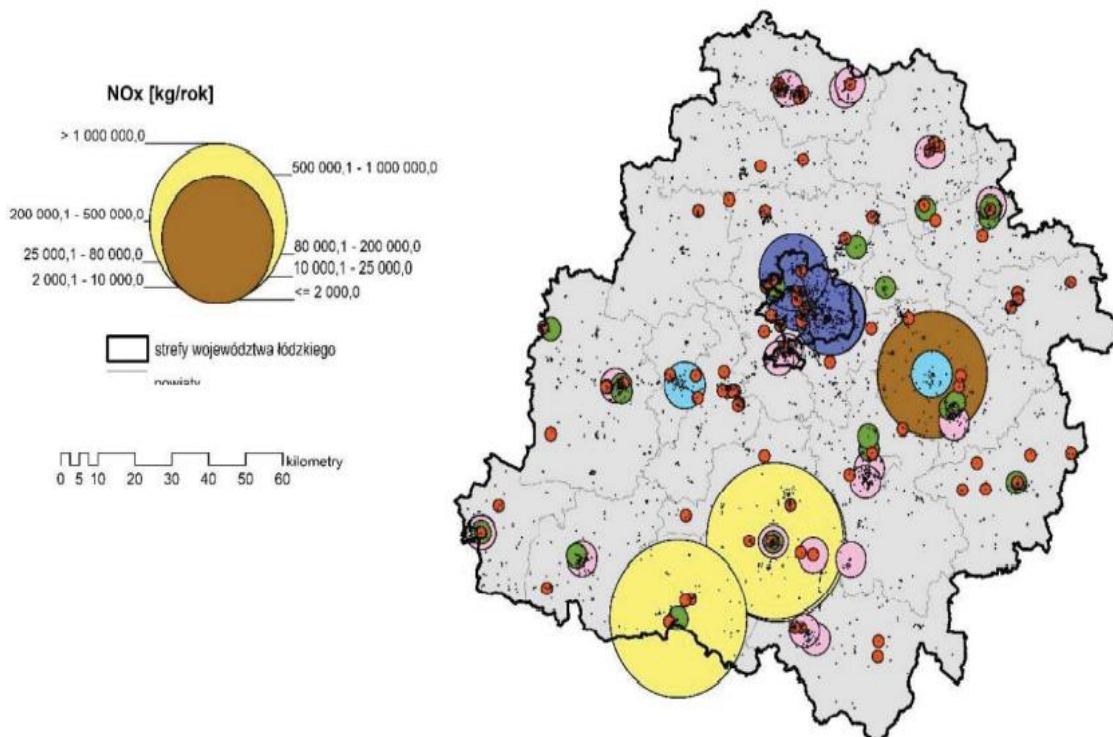 NOx [kg/rok]
> 1 000 000,0
500 000,1 - 1 000 000,0
200 000,1 - 500 000,0
80 000,1 - 200 000,0
25 000,1 - 80 000,0
10 000,1 - 25 000,0
2 000,1 - 10 000,0
<= 2 000,0
strefy województwa łódzkiego
powiaty
kilometry
0 5 10 20 30 40 50 60